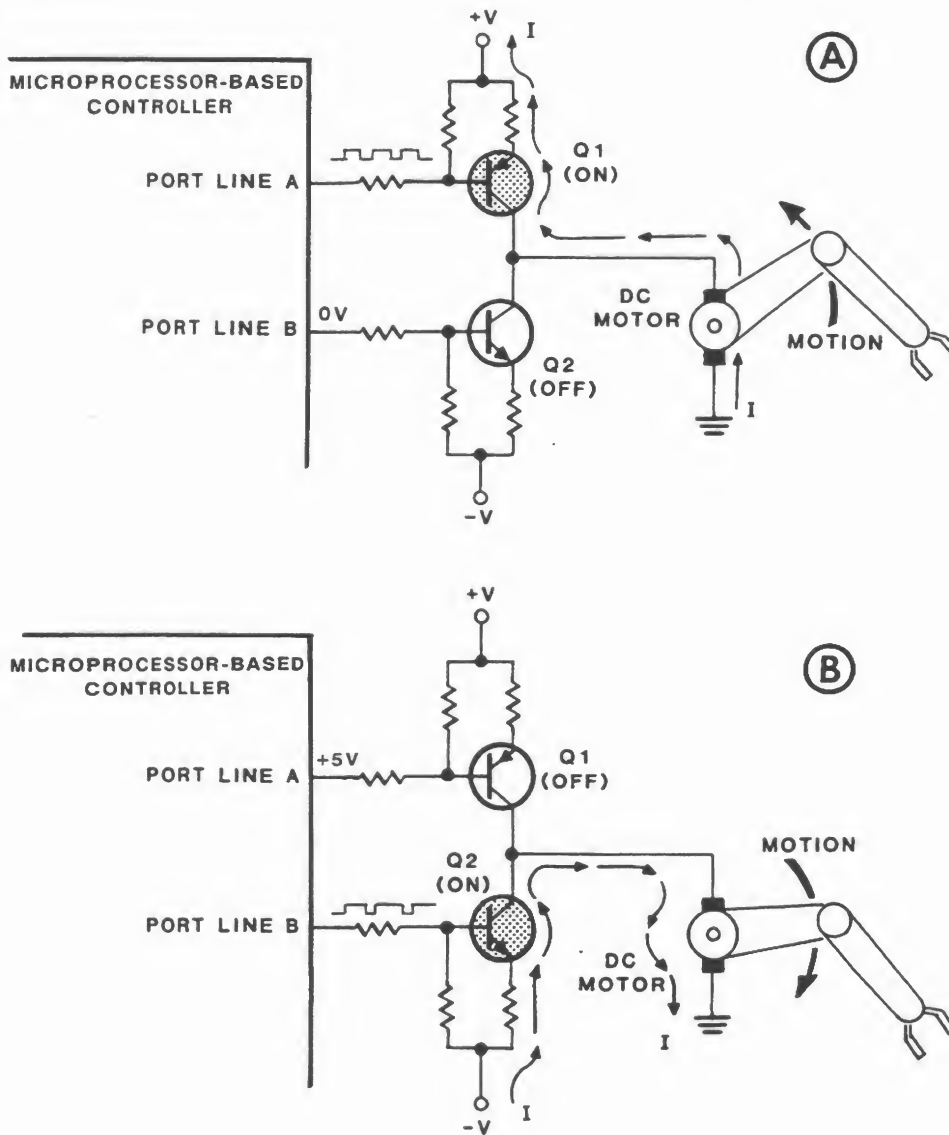 +V
I
A
MICROPROCESSOR-BASED
CONTROLLER
Q1
(ON)
PORT LINE A
DC
MOTOR
MOTION
PORT LINE B
0V
Q2
(OFF)
I
-V
+V
B
MICROPROCESSOR-BASED
CONTROLLER
Q1
(OFF)
+5V
PORT LINE A
MOTION
Q2
(ON)
PORT LINE B
DC
MOTOR
I
I
-V